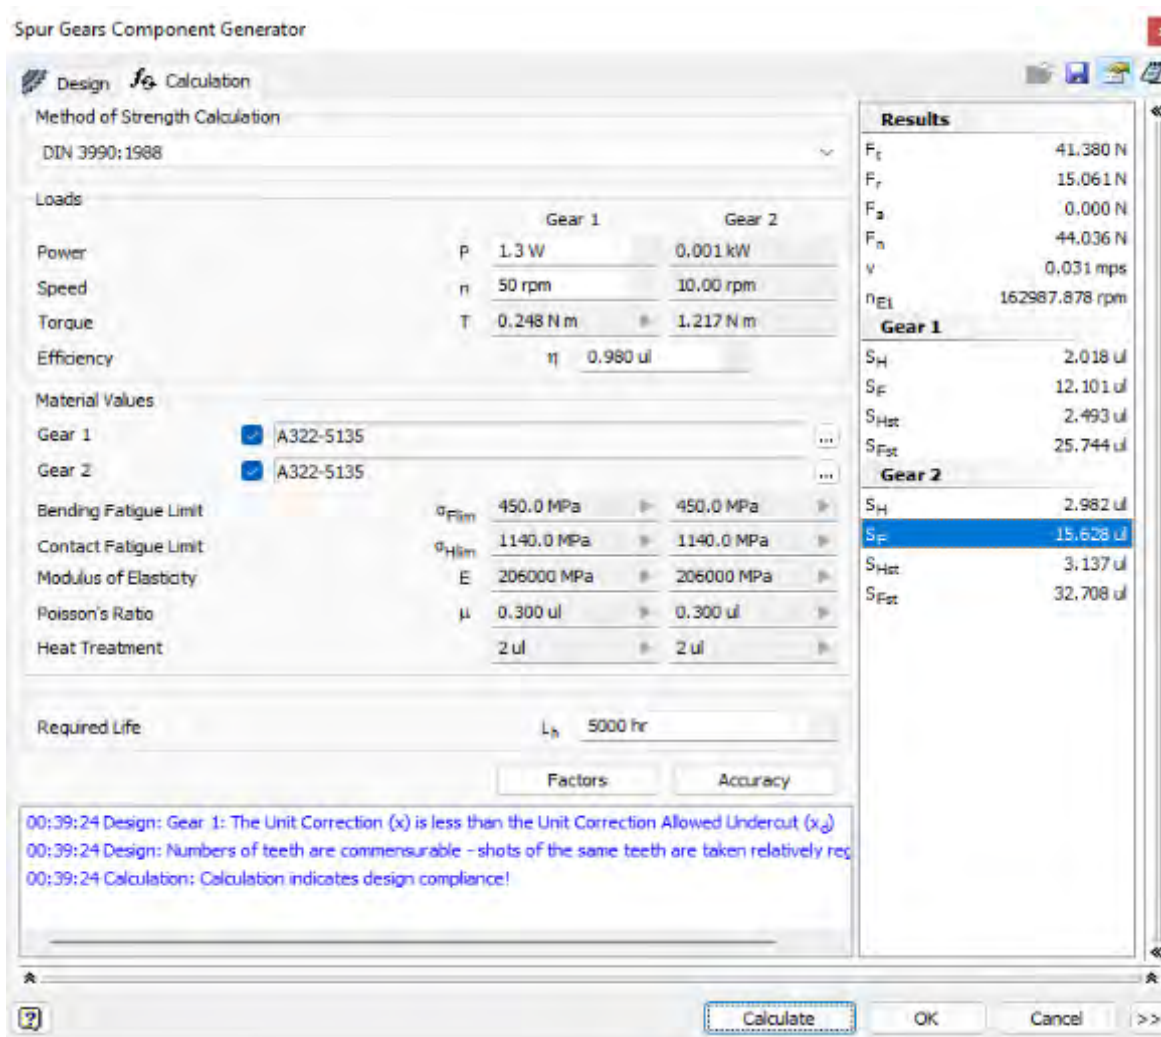 Spur Gears Component Generator
Design Calculation
Method of Strength Calculation
DIN 3990:1988
Loads
Gear 1 Gear 2
Power P 1.3 W 0.001 kW
Speed n 50 rpm 10.00 rpm
Torque T 0.248 N m 1.217 N m
Efficiency η 0.980 ul
Material Values
Gear 1 A322-5135 ...
Gear 2 A322-5135 ...
Bending Fatigue Limit σFlim 450.0 MPa 450.0 MPa
Contact Fatigue Limit σHlim 1140.0 MPa 1140.0 MPa
Modulus of Elasticity E 206000 MPa 206000 MPa
Poisson's Ratio μ 0.300 ul 0.300 ul
Heat Treatment 2 ul 2 ul
Required Life Lh 5000 hr
Factors Accuracy
00:39:24 Design: Gear 1: The Unit Correction (x) is less than the Unit Correction Allowed Undercut (xd)
00:39:24 Design: Numbers of teeth are commensurable - shots of the same teeth are taken relatively reg
00:39:24 Calculation: Calculation indicates design compliance!
Results
Ft 41.380 N
Fr 15.061 N
Fa 0.000 N
Fn 44.036 N
v 0.031 mps
nE1 162987.878 rpm
Gear 1
SH 2.018 ul
SF 12.101 ul
SHst 2.493 ul
SFst 25.744 ul
Gear 2
SH 2.982 ul
SF 15.628 ul
SHst 3.137 ul
SFst 32.708 ul
Calculate OK Cancel >>